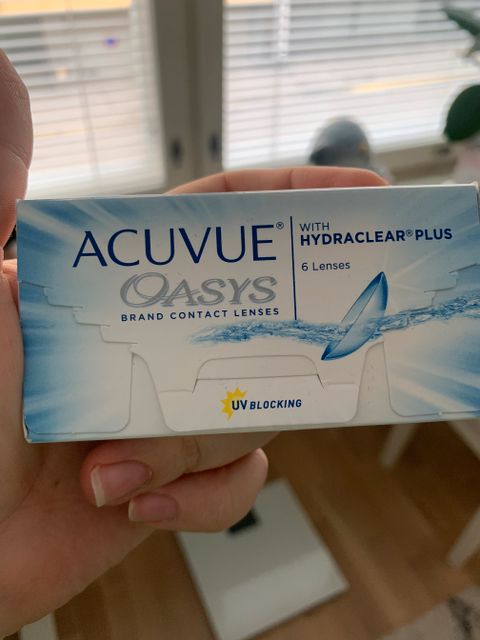 ACUVUE®
OASYS
BRAND CONTACT LENSES
WITH
HYDRACLEAR® PLUS
6 Lenses
UV BLOCKING